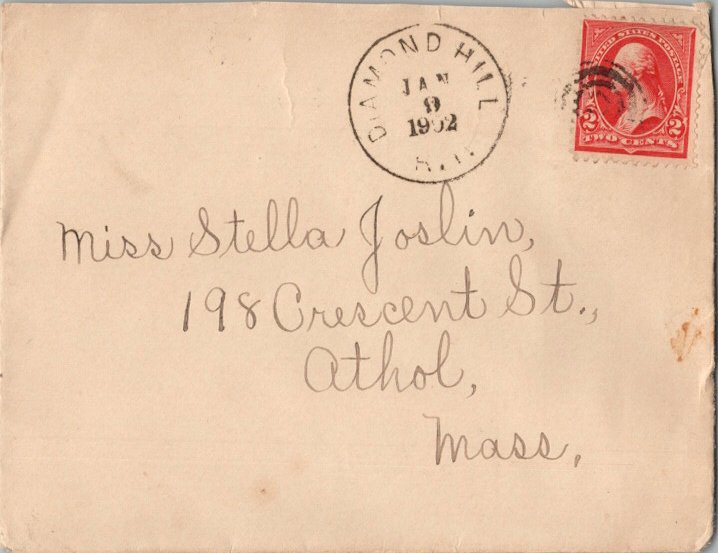 DIAMOND HILL
JAN
9
1902
R.I.
UNITED STATES POSTAGE
2 2
TWO CENTS
Miss Stella Joslin,
198 Crescent St.,
Athol,
Mass.